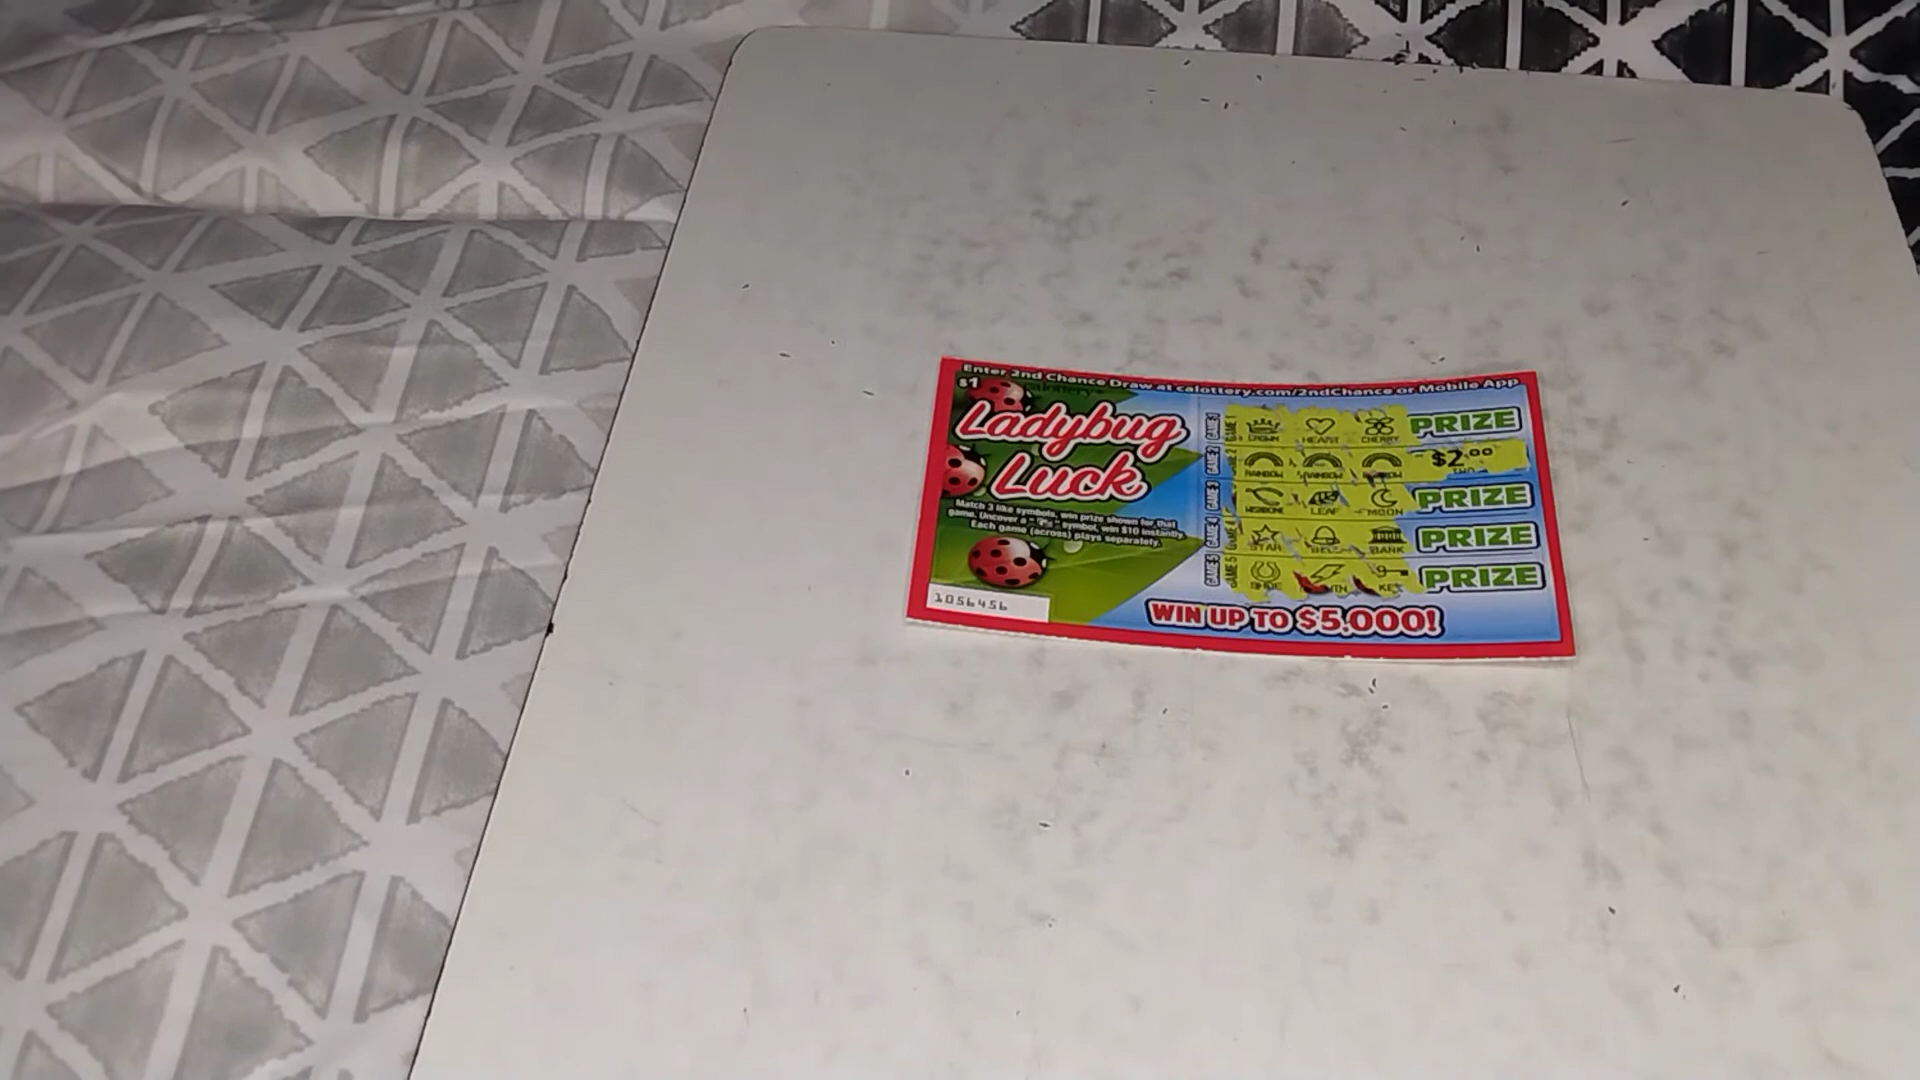 Enter 2nd Chance Draw at calottery.com/2ndChance or Mobile App
$1 calottery
Ladybug
Luck
Match 3 like symbols, win prize shown for that
game. Uncover a " " symbol, win $10 instantly.
Each game (across) plays separately.
1056456
GAME 1 CROWN HEART CHERRY PRIZE
GAME 2 RAINBOW RAINBOW $2.00 TWO
GAME 3 WISHBONE LEAF MOON PRIZE
GAME 4 STAR BELL BANK PRIZE
GAME 5 SHOE KEY PRIZE
WIN UP TO $5,000!